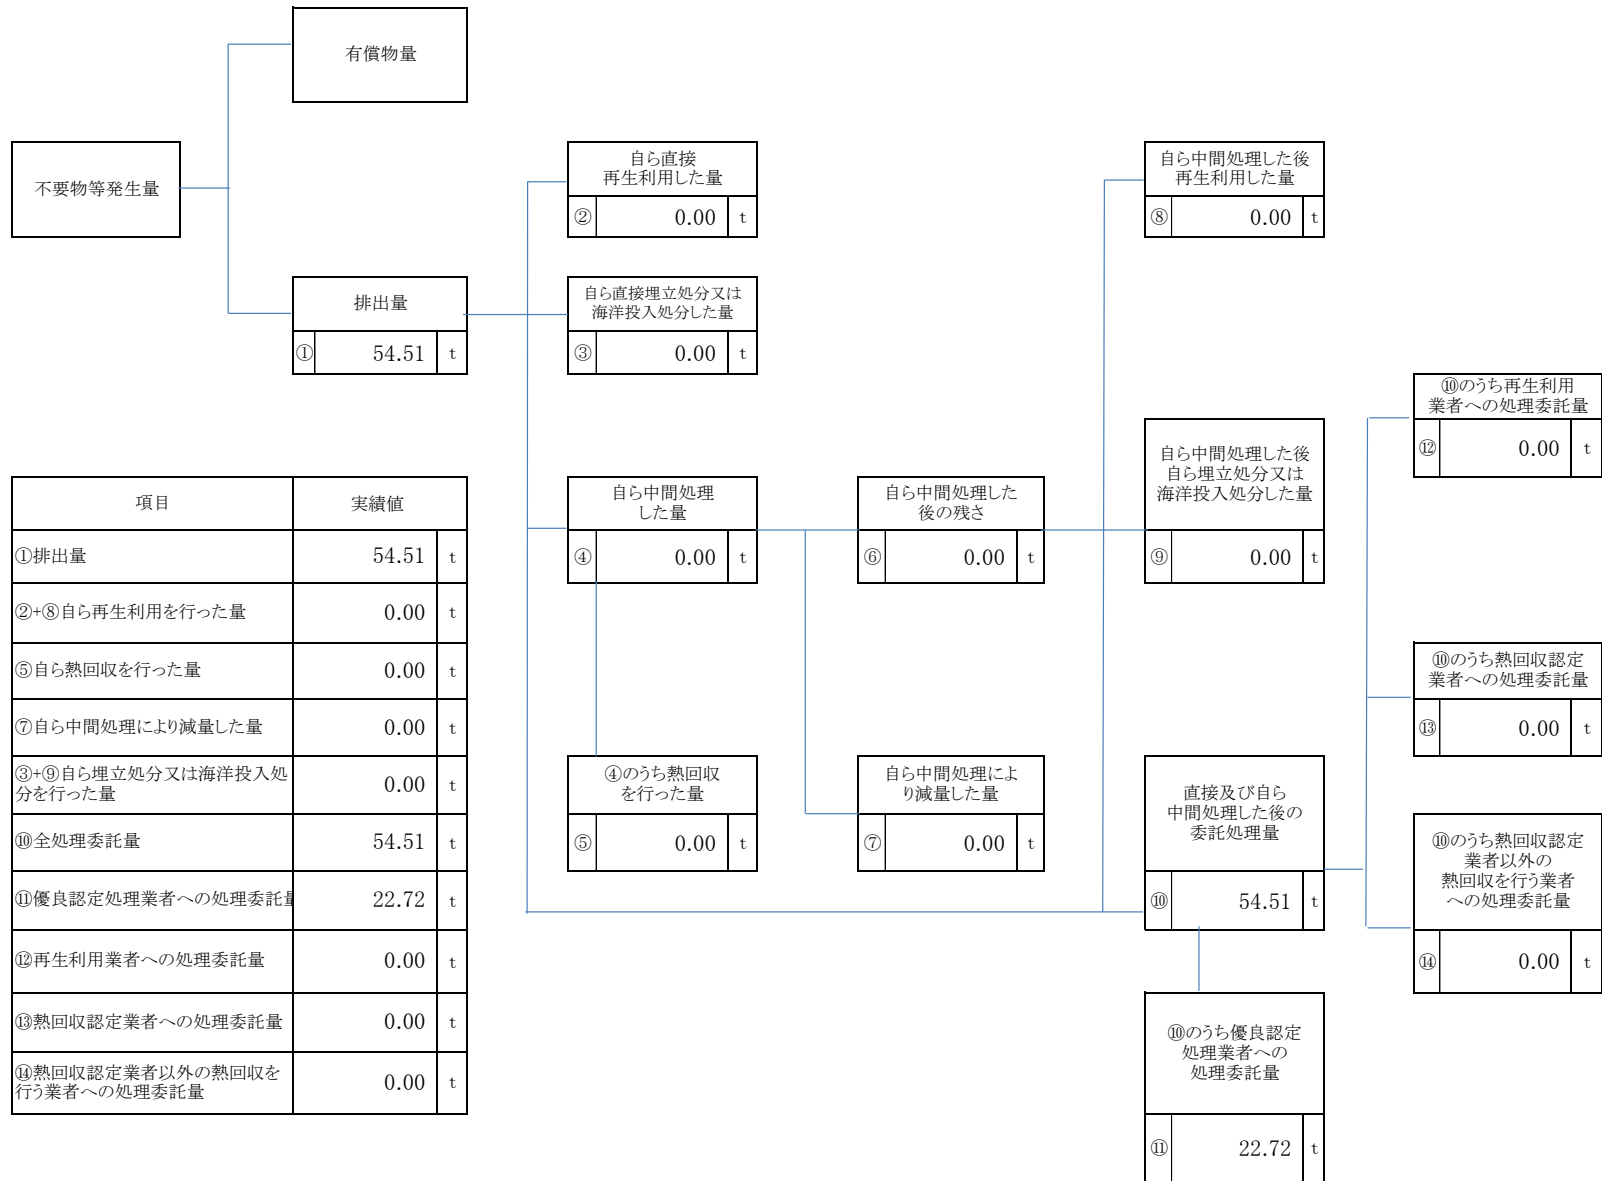 有償物量
不要物等発生量
自ら直接
再生利用した量
② 0.00 t
自ら中間処理した後
再生利用した量
⑧ 0.00 t
排出量
① 54.51 t
自ら直接埋立処分又は
海洋投入処分した量
③ 0.00 t
⑩のうち再生利用
業者への処理委託量
⑫ 0.00 t
自ら中間処理
した量
④ 0.00 t
自ら中間処理した
後の残さ
⑥ 0.00 t
自ら中間処理した後
自ら埋立処分又は
海洋投入処分した量
⑨ 0.00 t
⑩のうち熱回収認定
業者への処理委託量
⑬ 0.00 t
④のうち熱回収
を行った量
⑤ 0.00 t
自ら中間処理によ
り減量した量
⑦ 0.00 t
直接及び自ら
中間処理した後の
委託処理量
⑩ 54.51 t
⑩のうち熱回収認定
業者以外の
熱回収を行う業者
への処理委託量
⑭ 0.00 t
⑩のうち優良認定
処理業者への
処理委託量
⑪ 22.72 t
項目 実績値
①排出量 54.51 t
②+⑧自ら再生利用を行った量 0.00 t
⑤自ら熱回収を行った量 0.00 t
⑦自ら中間処理により減量した量 0.00 t
③+⑨自ら埋立処分又は海洋投入処
分を行った量 0.00 t
⑩全処理委託量 54.51 t
⑪優良認定処理業者への処理委託量 22.72 t
⑫再生利用業者への処理委託量 0.00 t
⑬熱回収認定業者への処理委託量 0.00 t
⑭熱回収認定業者以外の熱回収を
行う業者への処理委託量 0.00 t